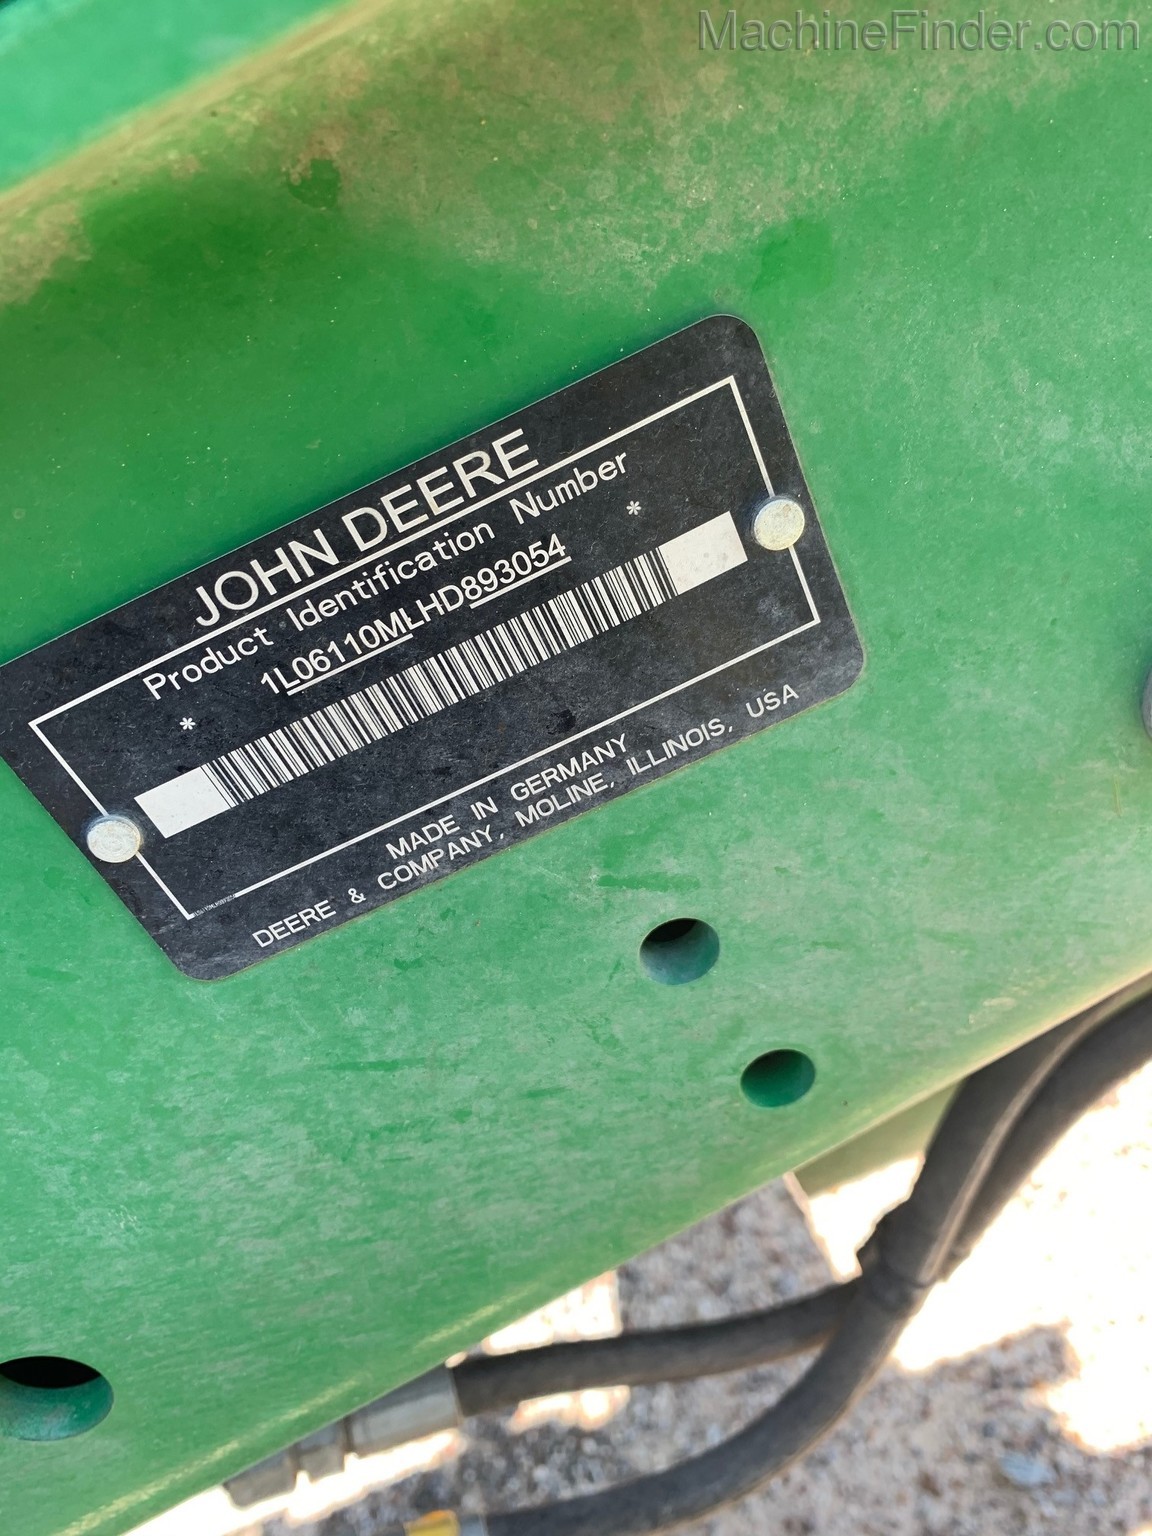 MachineFinder.com
JOHN DEERE
Product Identification Number
* 1L06110MLHD893054 *
MADE IN GERMANY
DEERE & COMPANY, MOLINE, ILLINOIS, USA